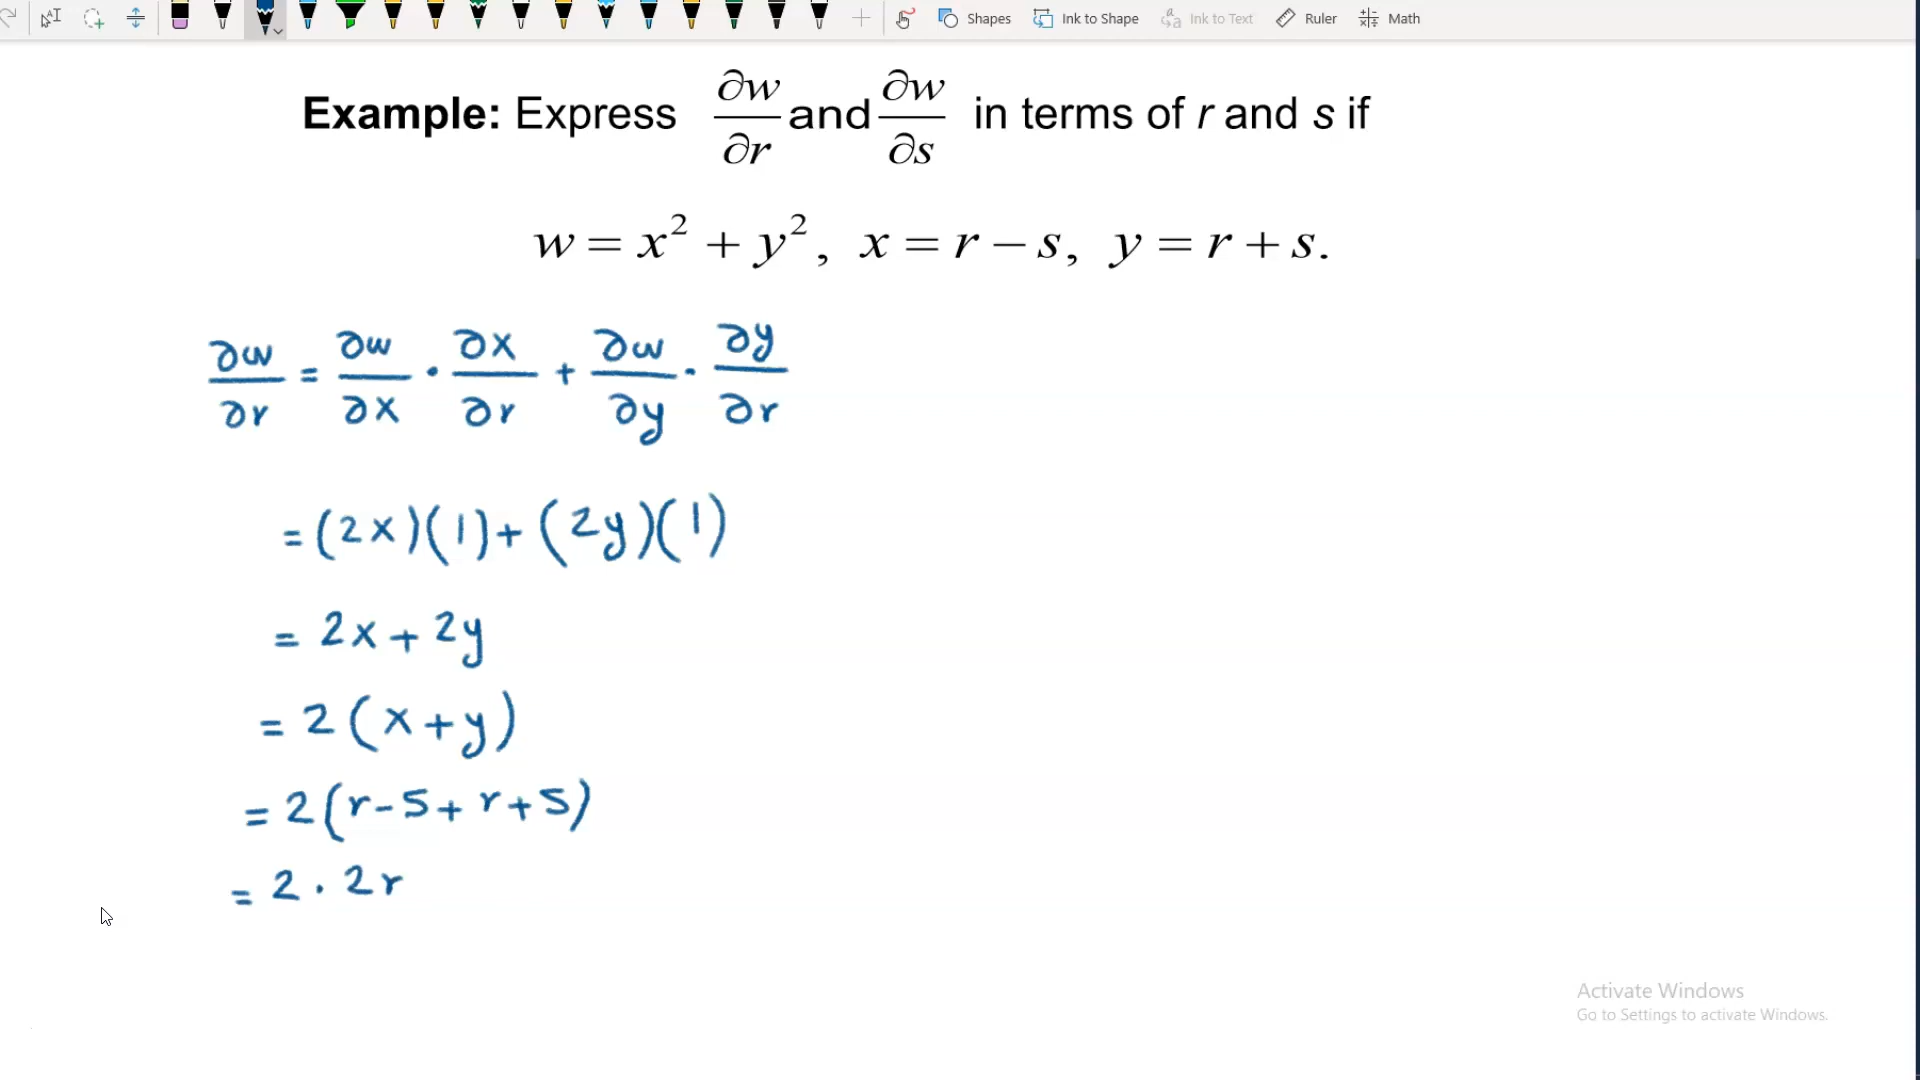 Shapes Ink to Shape Ink to Text Ruler Math
Example: Express ∂w/∂r and ∂w/∂s in terms of r and s if
w = x² + y², x = r − s, y = r + s.
∂w/∂r = ∂w/∂x · ∂x/∂r + ∂w/∂y · ∂y/∂r
= (2x)(1) + (2y)(1)
= 2x + 2y
= 2(x + y)
= 2(r - s + r + s)
= 2 · 2r
Activate Windows
Go to Settings to activate Windows.